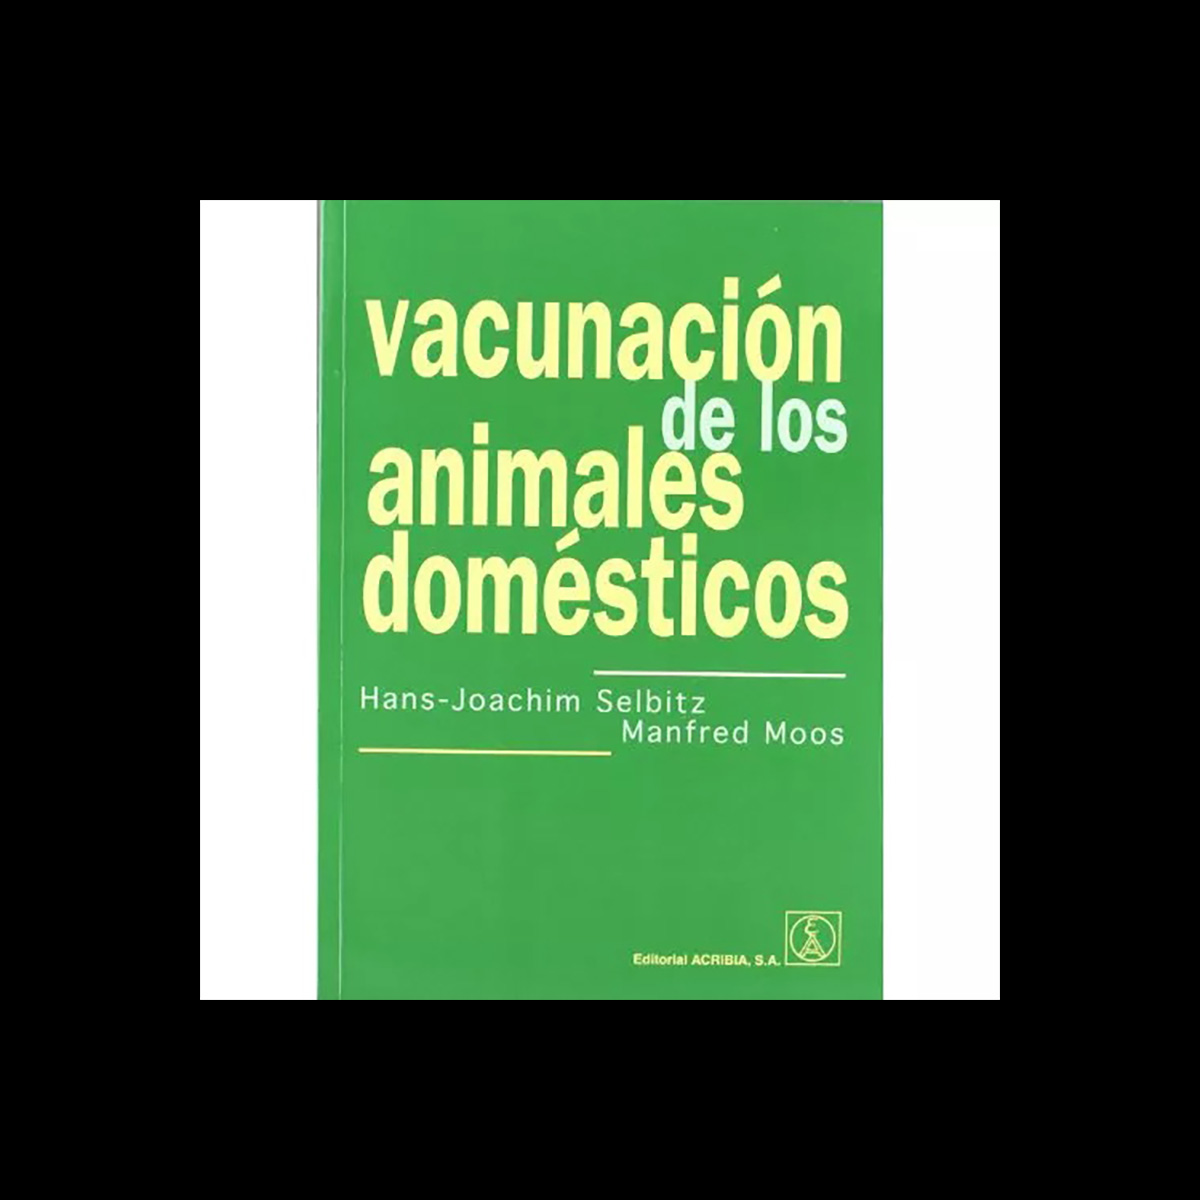 vacunación
de los
animales
domésticos
Hans-Joachim Selbitz
Manfred Moos
Editorial ACRIBIA, S.A.